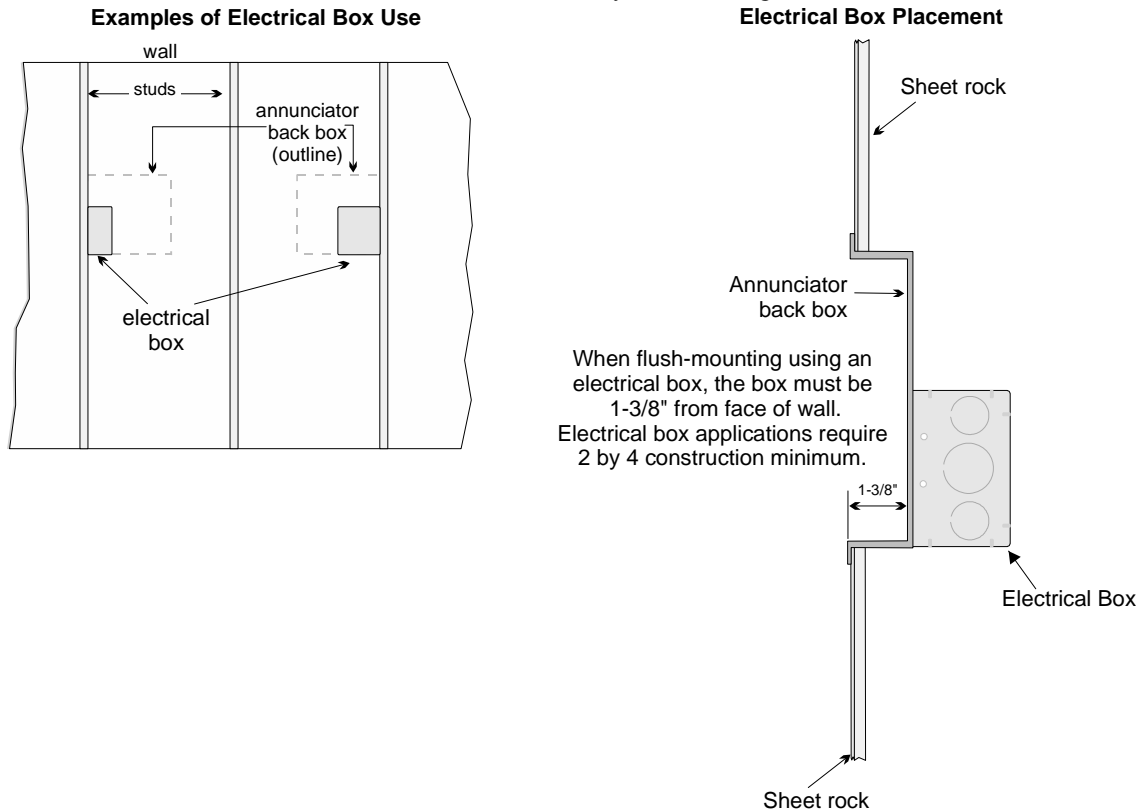 Examples of Electrical Box Use
wall
studs
annunciator
back box
(outline)
electrical
box
Electrical Box Placement
Sheet rock
Annunciator
back box
When flush-mounting using an
electrical box, the box must be
1-3/8" from face of wall.
Electrical box applications require
2 by 4 construction minimum.
1-3/8"
Electrical Box
Sheet rock